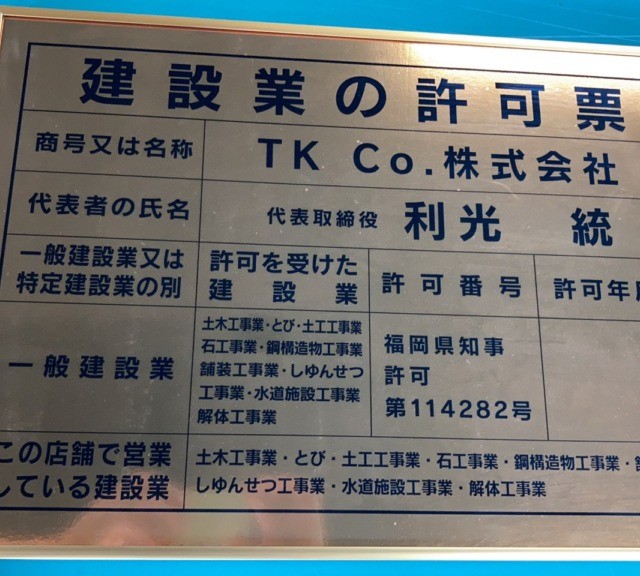 建設業の許可票
商号又は名称
TK Co.株式会社
代表者の氏名
代表取締役 利光 統
一般建設業又は
特定建設業の別
許可を受けた
建設業
許可番号
許可年
一般建設業
土木工事業・とび・土工工事業
石工事業・鋼構造物工事業
舗装工事業・しゆんせつ
工事業・水道施設工事業
解体工事業
福岡県知事
許可
第114282号
この店舗で営業
している建設業
土木工事業・とび・土工工事業・石工事業・鋼構造物工事業・
しゆんせつ工事業・水道施設工事業・解体工事業